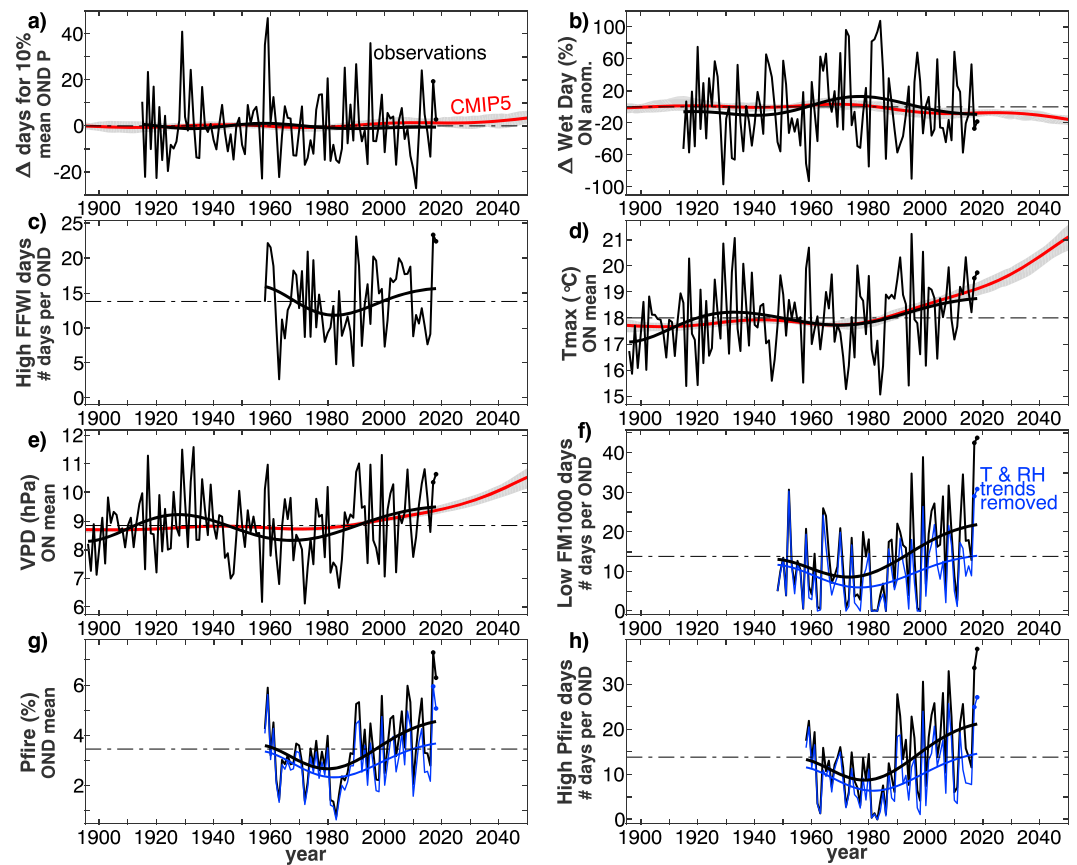 a)
Δ days for 10%
mean OND P
40
20
0
-20
observations
CMIP5
1900 1920 1940 1960 1980 2000 2020 2040
b)
Δ Wet Day (%)
ON anom.
100
60
20
-20
-60
-100
1900 1920 1940 1960 1980 2000 2020 2040
c)
High FFWI days
# days per OND
25
20
15
10
5
0
1900 1920 1940 1960 1980 2000 2020 2040
d)
Tmax (°C)
ON mean
21
20
19
18
17
16
15
1900 1920 1940 1960 1980 2000 2020 2040
e)
VPD (hPa)
ON mean
12
11
10
9
8
7
6
1900 1920 1940 1960 1980 2000 2020 2040
f)
Low FM1000 days
# days per OND
40
30
20
10
0
T & RH
trends
removed
1900 1920 1940 1960 1980 2000 2020 2040
g)
Pfire (%)
OND mean
6
4
2
1900 1920 1940 1960 1980 2000 2020 2040
year
h)
High Pfire days
# days per OND
30
20
10
0
1900 1920 1940 1960 1980 2000 2020 2040
year